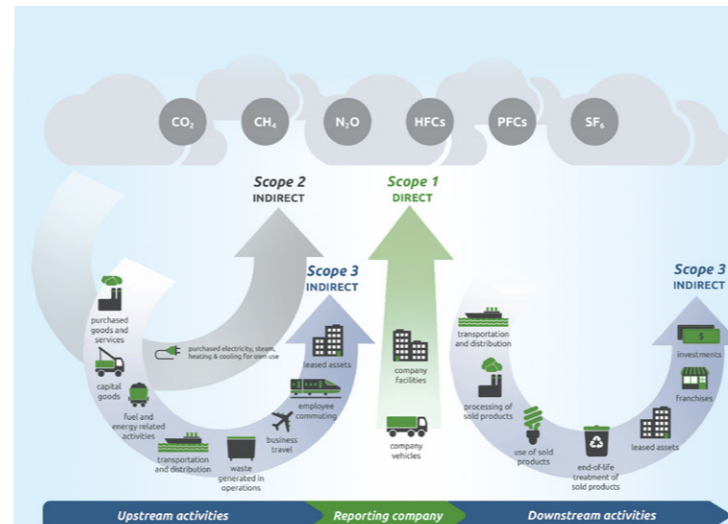 CO₂
CH₄
N₂O
HFCs
PFCs
SF₆
Scope 2
INDIRECT
Scope 1
DIRECT
Scope 3
INDIRECT
Scope 3
INDIRECT
purchased
goods and
services
capital
goods
fuel and
energy related
activities
transportation
and distribution
waste
generated in
operations
business
travel
employee
commuting
leased assets
purchased electricity, steam,
heating & cooling for own use
company
facilities
company
vehicles
transportation
and distribution
processing of
sold products
use of sold
products
end-of-life
treatment of
sold products
leased assets
franchises
$
investments
Upstream activities
Reporting company
Downstream activities